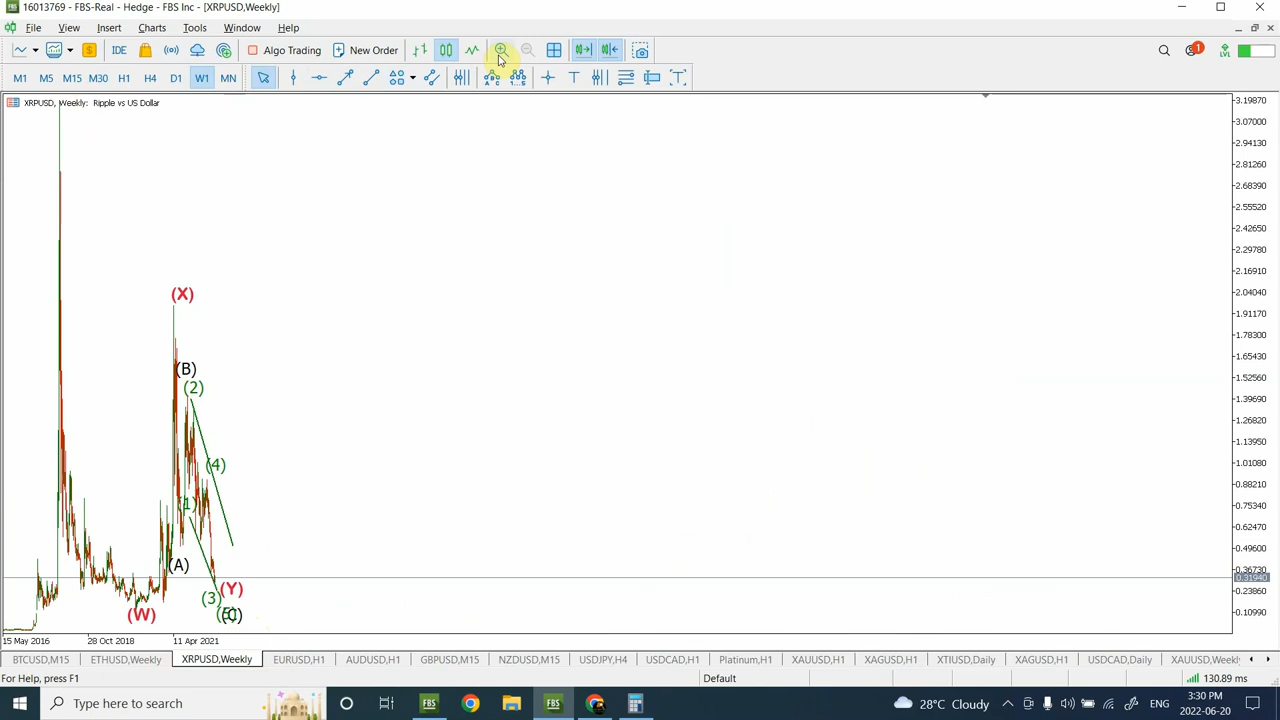 16013769 - FBS-Real - Hedge - FBS Inc - [XRPUSD,Weekly]
File View Insert Charts Tools Window Help
IDE Algo Trading New Order 1 LVL
M1 M5 M15 M30 H1 H4 D1 W1 MN
XRPUSD, Weekly: Ripple vs US Dollar
3.19870
3.07000
2.94130
2.81260
2.68390
2.55520
2.42650
2.29780
2.16910
2.04040
1.91170
1.78300
1.65430
1.52560
1.39690
1.26820
1.13950
1.01080
0.88210
0.75340
0.62470
0.49600
0.36730
0.31940
0.23860
0.10990
(X)
(B)
(2)
(4)
(1)
(A)
(Y)
(3)
(W)
(C)
15 May 2016 28 Oct 2018 11 Apr 2021
BTCUSD,M15 ETHUSD,Weekly XRPUSD,Weekly EURUSD,H1 AUDUSD,H1 GBPUSD,M15 NZDUSD,M15 USDJPY,H4 USDCAD,H1 Platinum,H1 XAUUSD,H1 XAGUSD,H1 XTIUSD,Daily XAGUSD,H1 USDCAD,Daily XAUUSD,Weekly
For Help, press F1 Default 130.89 ms
Type here to search 28°C Cloudy ENG 3:30 PM
2022-06-20